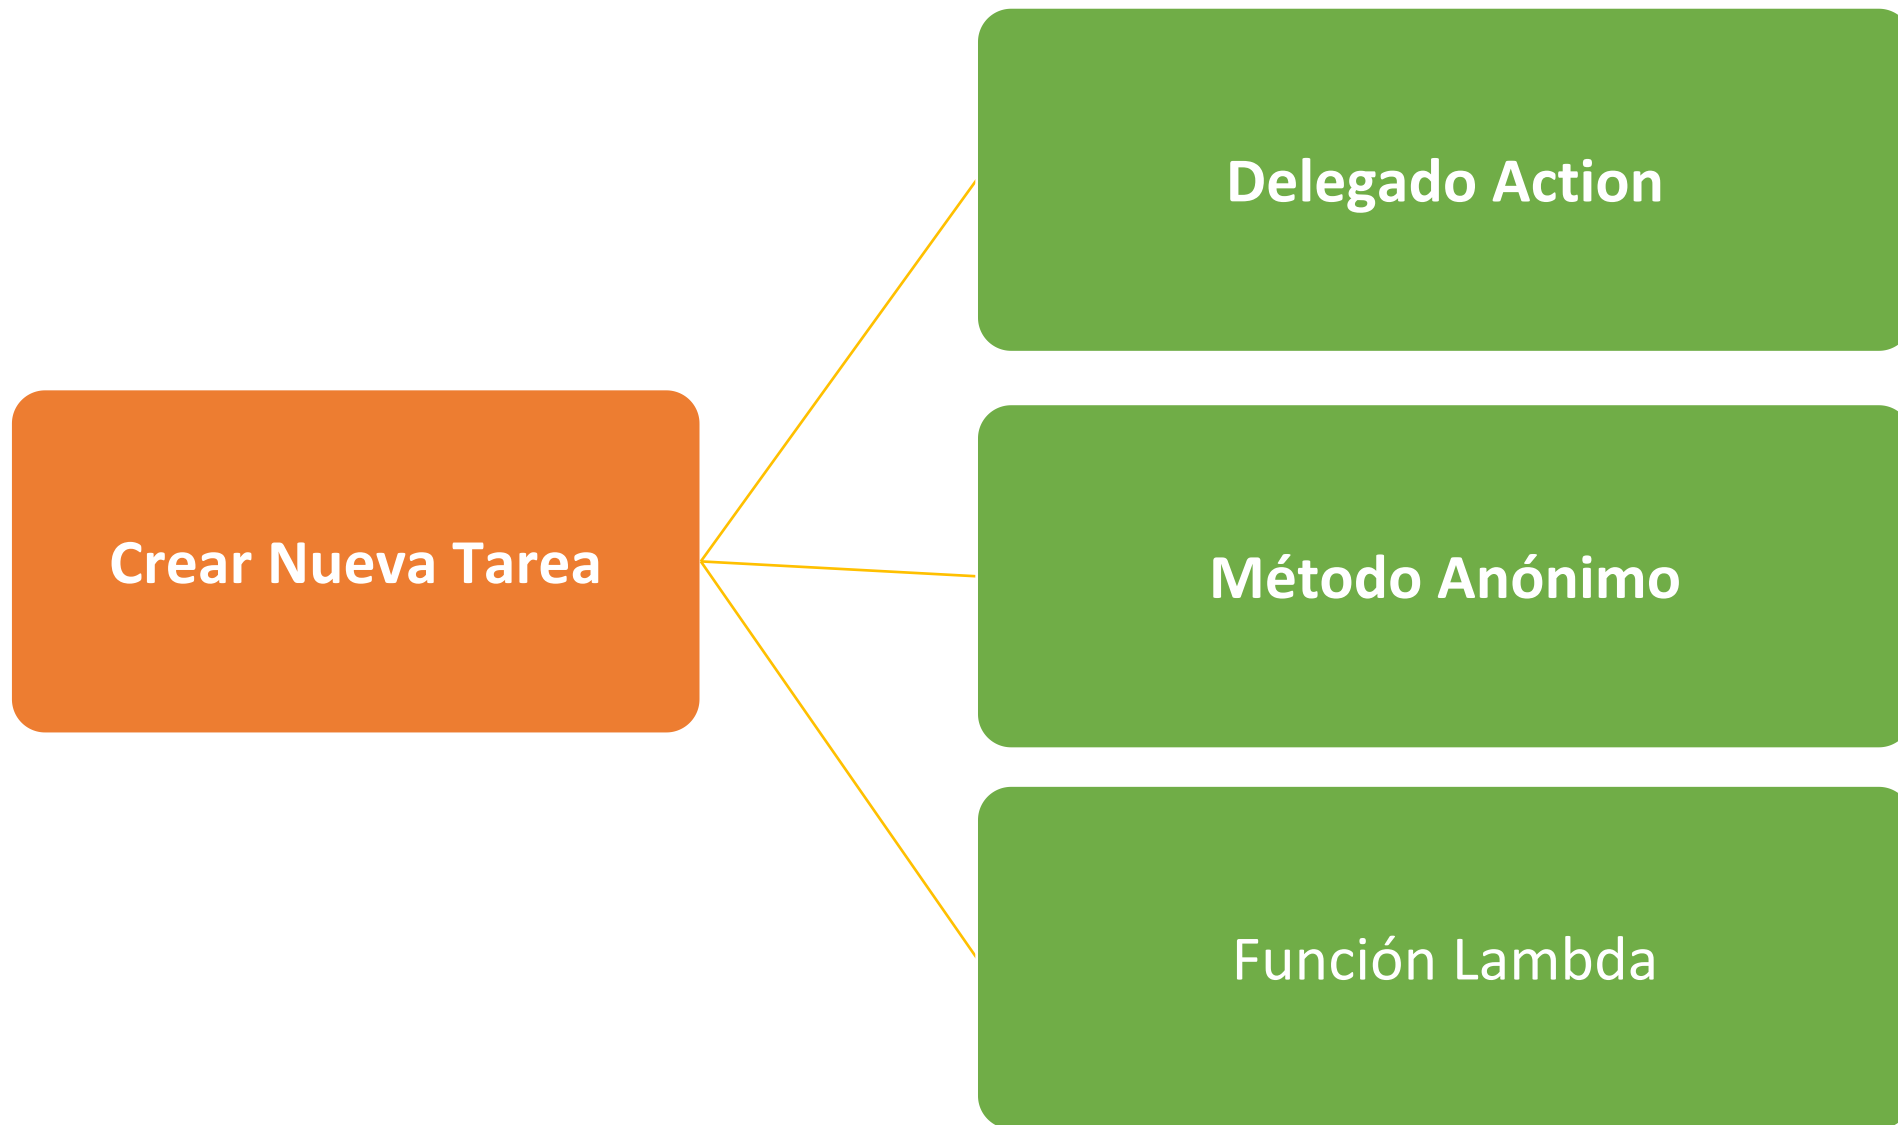 Delegado Action
Crear Nueva Tarea
Método Anónimo
Función Lambda